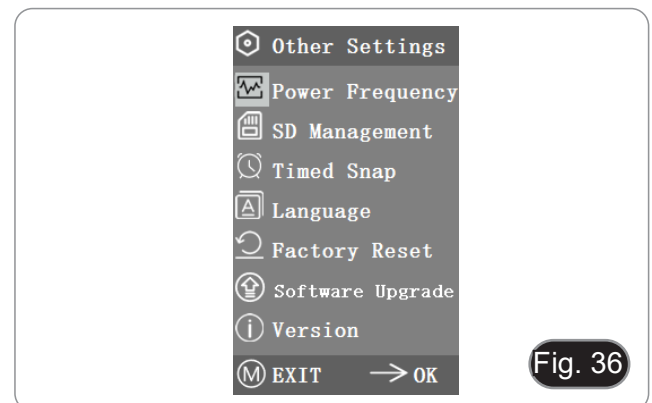 Other Settings
Power Frequency
SD Management
Timed Snap
Language
Factory Reset
Software Upgrade
Version
M EXIT → OK
Fig. 36